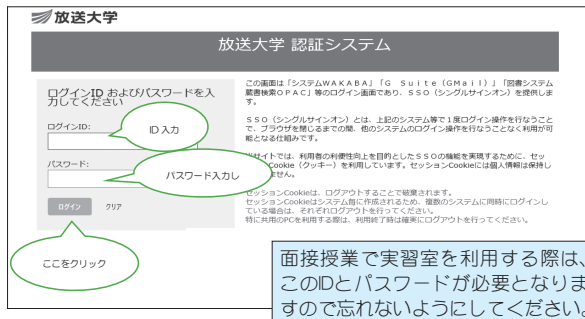 放送大学
放送大学 認証システム
ログインID およびパスワードを入
力してください
ログインID:
ID 入力
パスワード:
パスワード入力し
ログイン クリア
ここをクリック
この画面は「システムWAKABA」「G Suite（GMail）」「図書システム
蔵書検索OPAC」等のログイン画面であり、SSO（シングルサインオン）を提供しま
す。
SSO（シングルサインオン）とは、上記のシステム等で1度ログイン操作を行なうこと
で、ブラウザを閉じるまでの間、他のシステムのログイン操作を行なうことなく利用が可
能となる仕組みです。
サイトでは、利用者の利便性向上を目的としたSSOの機能を実現するために、セッ
Cookie（クッキー）を利用しています。セッションCookieには個人情報は保持し
せん。
セッションCookieは、ログアウトすることで破棄されます。
セッションCookieはシステム毎に作成されるため、複数のシステムに同時にログインし
ている場合は、それぞれログアウトを行ってください。
特に共用のPCを利用する際は、利用終了時は確実にログアウトを行ってください。
面接授業で実習室を利用する際は、
このIDとパスワードが必要となりま
すので忘れないようにしてください。